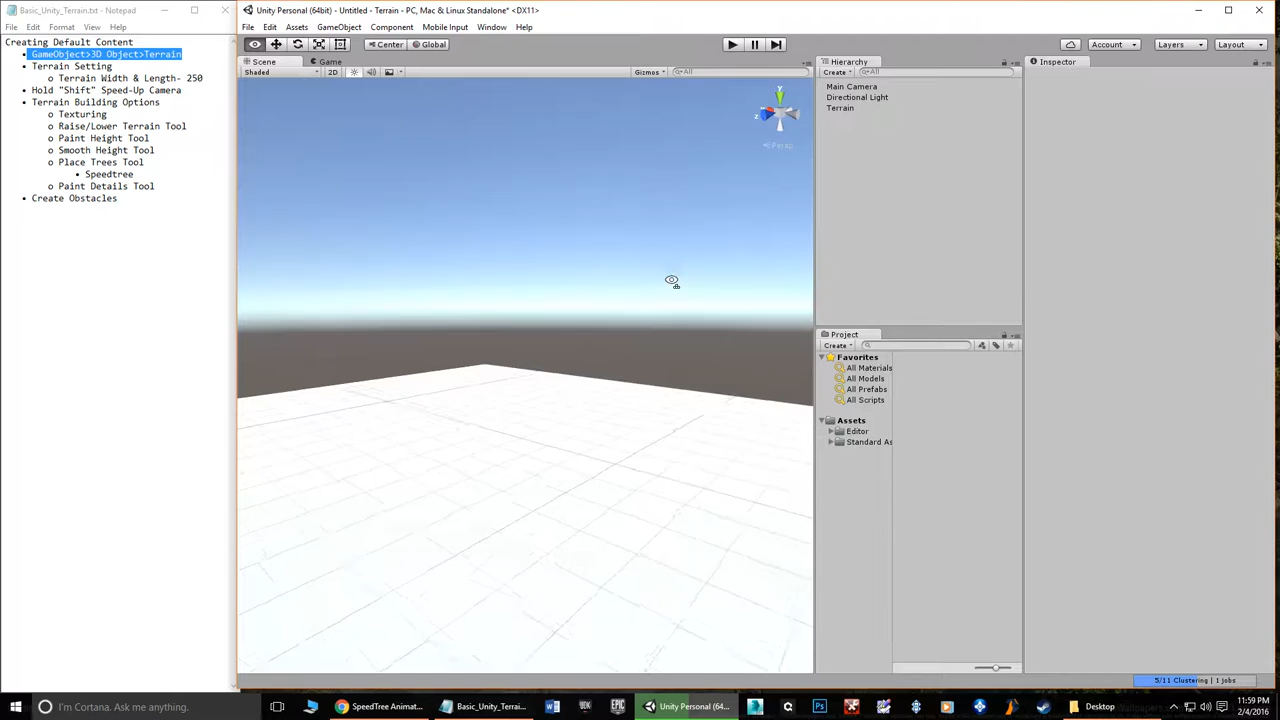 Basic_Unity_Terrain.txt - Notepad
File Edit Format View Help
Creating Default Content
• GameObject>3D Object>Terrain
• Terrain Setting
o Terrain Width & Length- 250
• Hold "Shift" Speed-Up Camera
• Terrain Building Options
o Texturing
o Raise/Lower Terrain Tool
o Paint Height Tool
o Smooth Height Tool
o Place Trees Tool
• Speedtree
o Paint Details Tool
• Create Obstacles
Unity Personal (64bit) - Untitled - Terrain - PC, Mac & Linux Standalone* <DX11>
File Edit Assets GameObject Component Mobile Input Window Help
Center Global
Account Layers Layout
Scene Game
Shaded 2D Gizmos All
y
z
Persp
Hierarchy
Create All
Main Camera
Directional Light
Terrain
Project
Create
Favorites
All Materials
All Models
All Prefabs
All Scripts
Assets
Editor
Standard As
Inspector
5/11 Clustering | 1 jobs
I'm Cortana. Ask me anything.
SpeedTree Animat...
Basic_Unity_Terrain...
Unity Personal (64...
Desktop
11:59 PM
2/4/2016